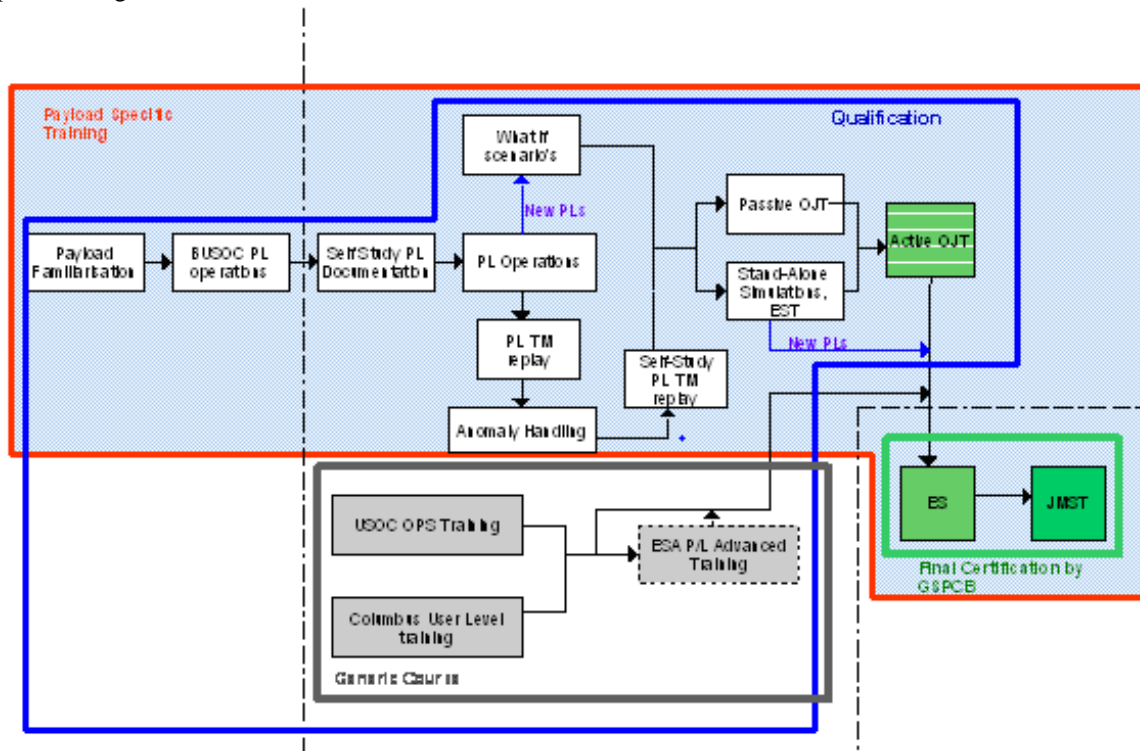 Payload Specific
Training
Qualification
What if
scenario's
New PLs
Passive OJT
Active OJT
Payload
Familiarisation
BUSOC PL
operations
Self Study PL
Documentation
PL Operations
Stand-Alone
Simulations,
EST
New PLs
PL TM
replay
Self-Study
PL TM
replay
Anomaly Handling
ES
JMST
Final Certification by
GSPCB
USOC OPS Training
ESA P/L Advanced
Training
Columbus User Level
training
Generic Course